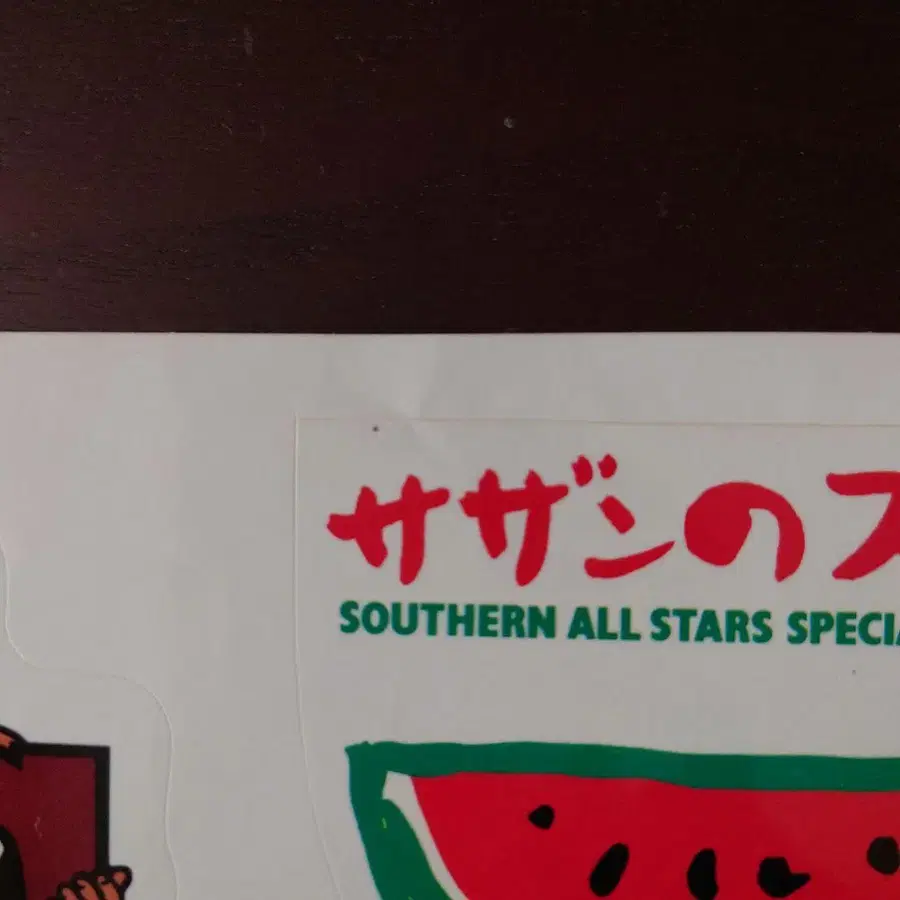 サザンのス
SOUTHERN ALL STARS SPECIA